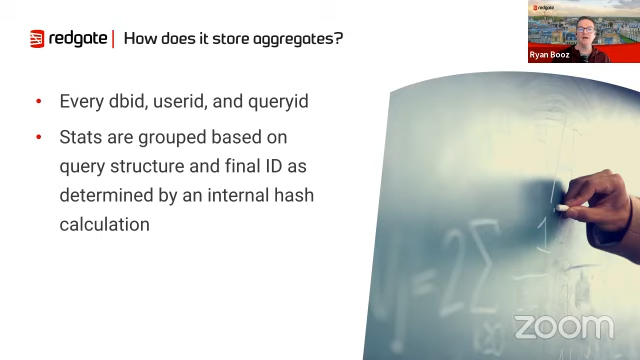 redgate | How does it store aggregates?
redgate
Ryan Booz
• Every dbid, userid, and queryid
• Stats are grouped based on
query structure and final ID as
determined by an internal hash
calculation
zoom